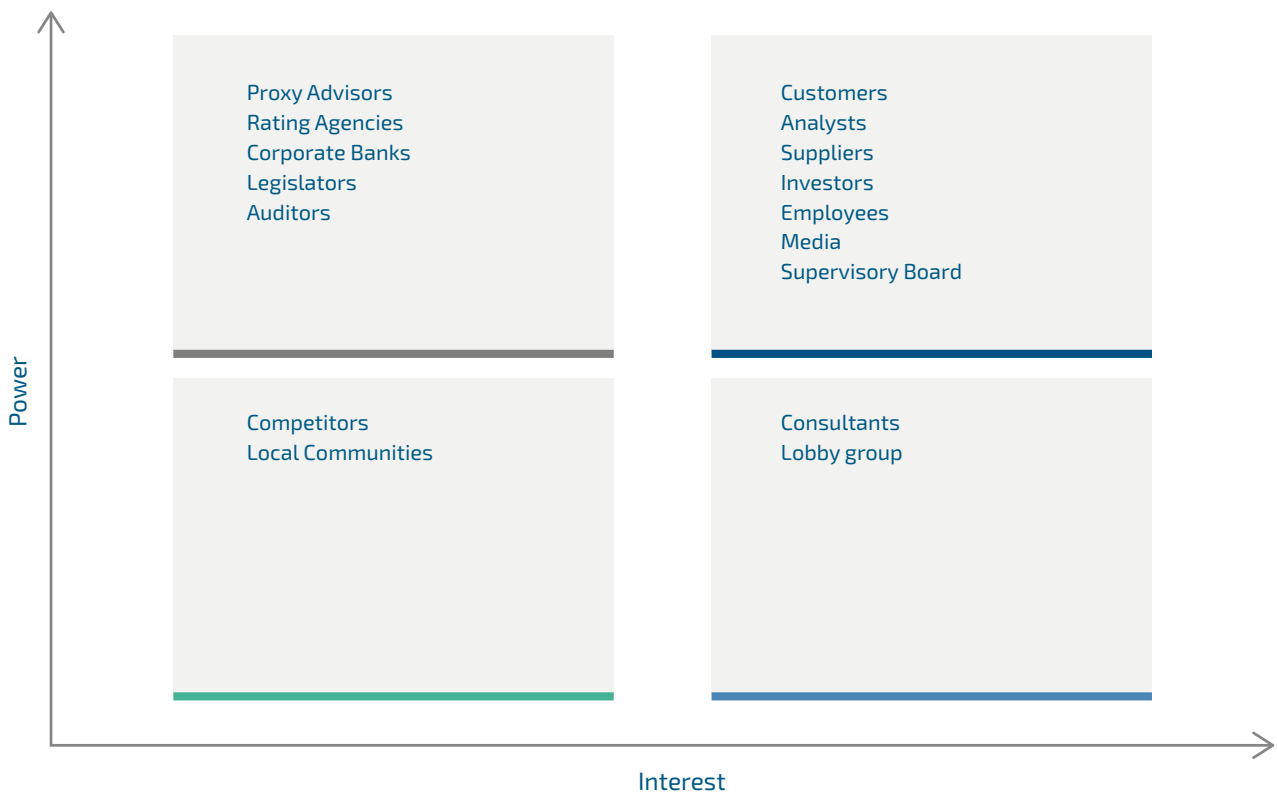 Proxy Advisors
Rating Agencies
Corporate Banks
Legislators
Auditors
Customers
Analysts
Suppliers
Investors
Employees
Media
Supervisory Board
Power
Competitors
Local Communities
Consultants
Lobby group
Interest